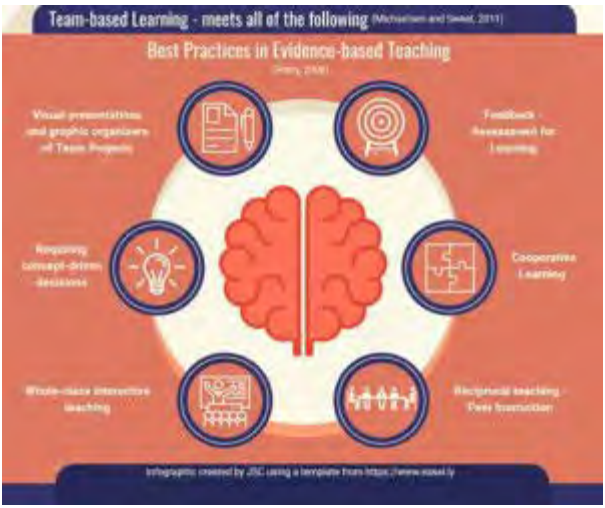 Team-based Learning - meets all of the following (Michaelsen and Sweet, 2011)
Best Practices in Evidence-based Teaching
(Petty, 2006)
Visual presentations
and graphic organizers
of Team Projects
Feedback -
Assessment for
Learning
Requiring
concept-driven
decisions
Cooperative
Learning
Whole-class interactive
teaching
Reciprocal teaching -
Peer Instruction
Infographic created by JSC using a template from https://www.easel.ly